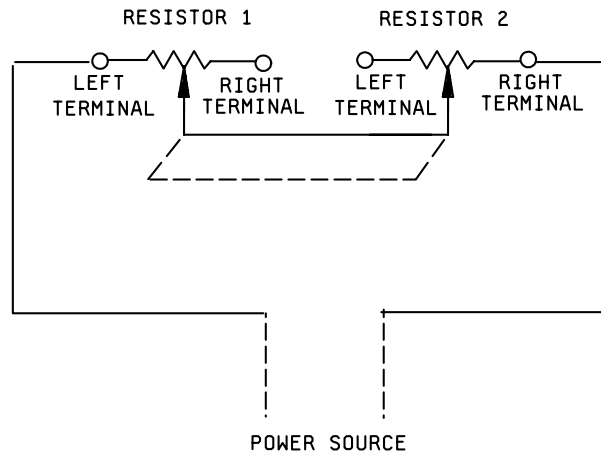 RESISTOR 1
RESISTOR 2
LEFT
TERMINAL
RIGHT
TERMINAL
LEFT
TERMINAL
RIGHT
TERMINAL
POWER SOURCE